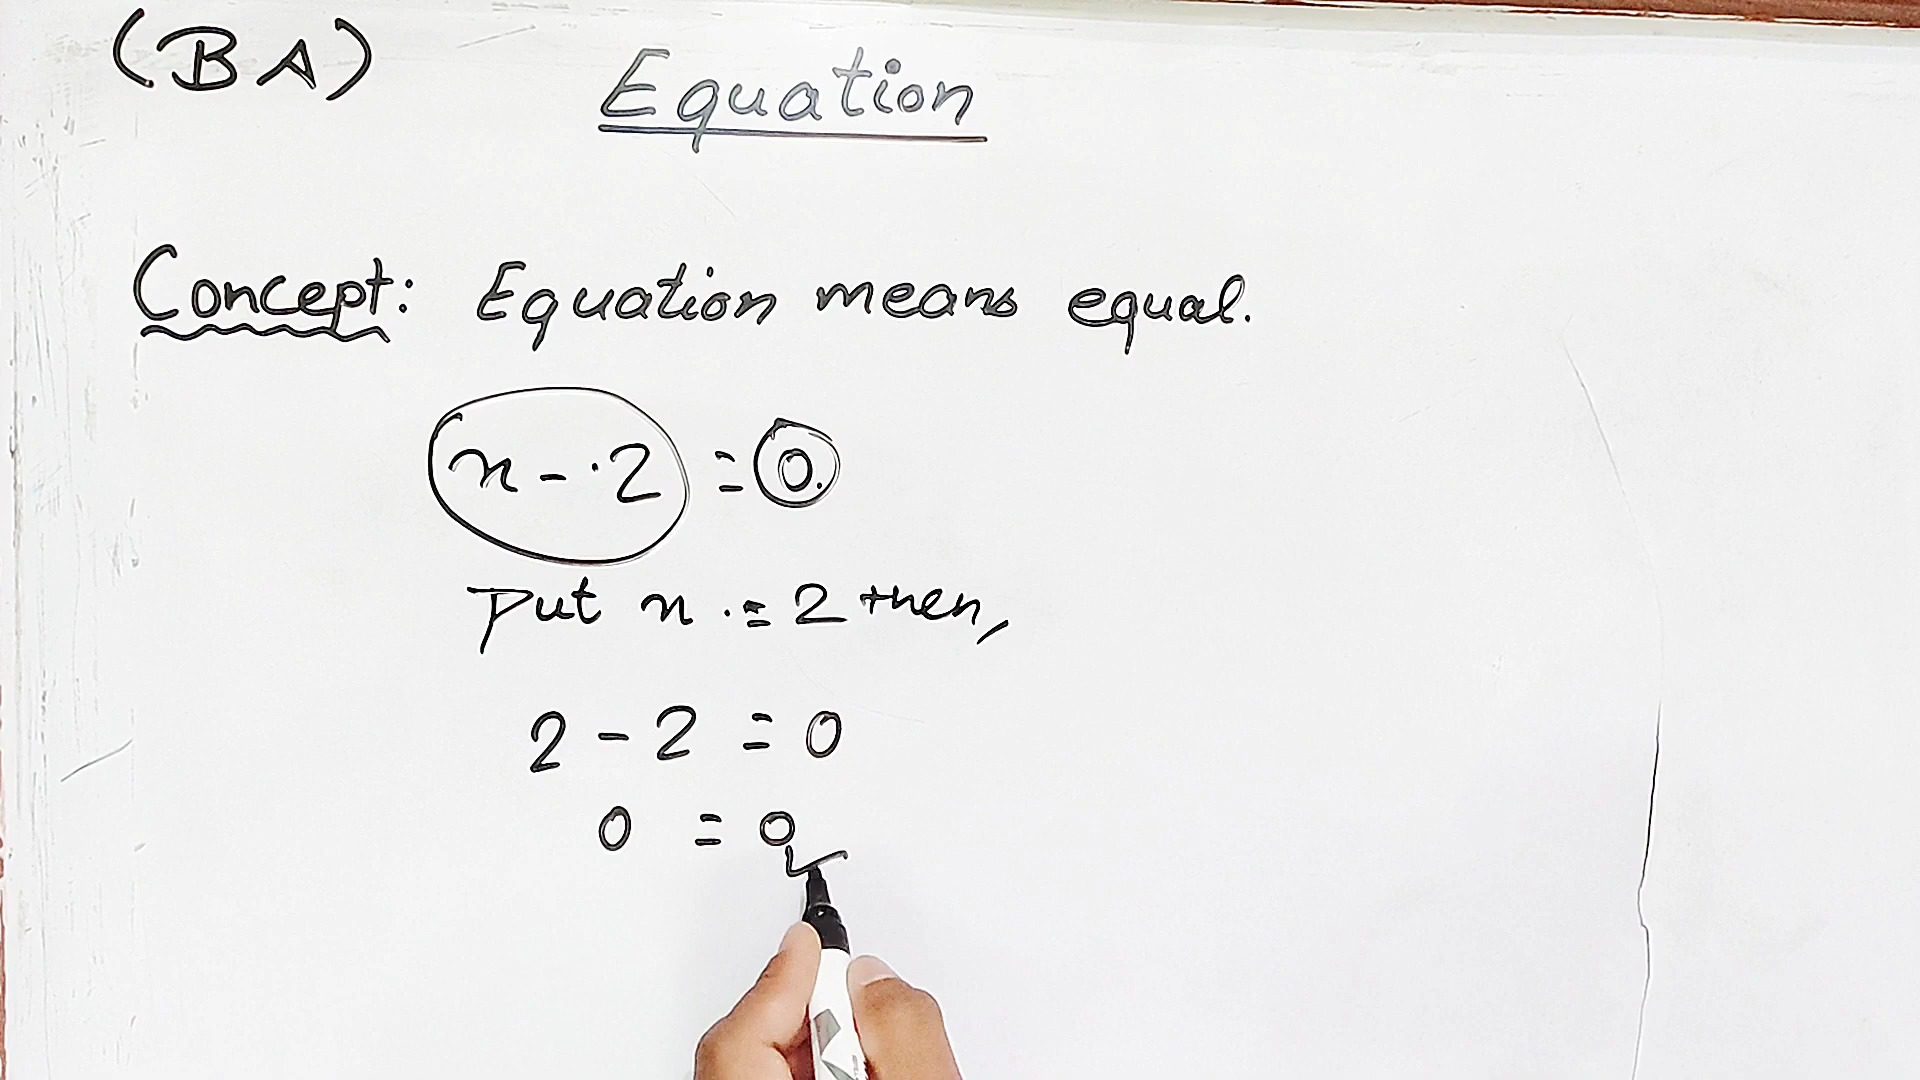 (BA)
Equation
Concept: Equation means equal.
x - 2 = 0
Put x = 2 then,
2 - 2 = 0
0 = 0